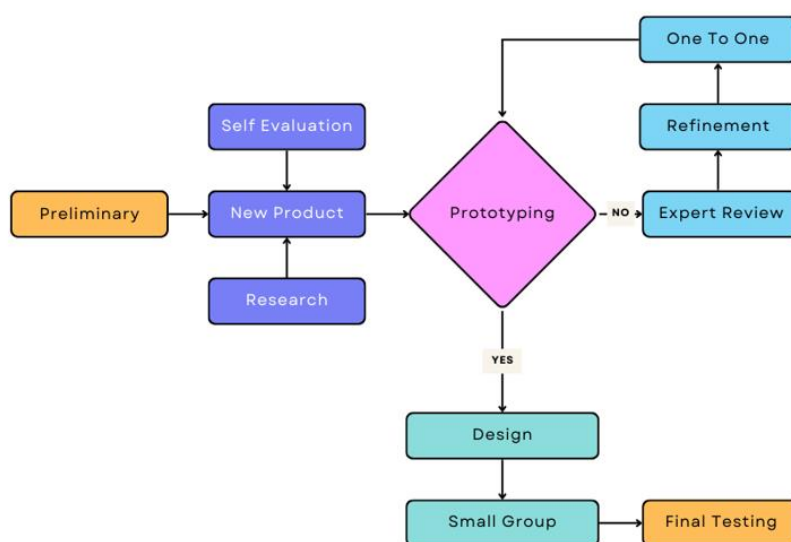 One To One
Self Evaluation
Refinement
Preliminary
New Product
Prototyping
NO
Expert Review
Research
YES
Design
Small Group
Final Testing